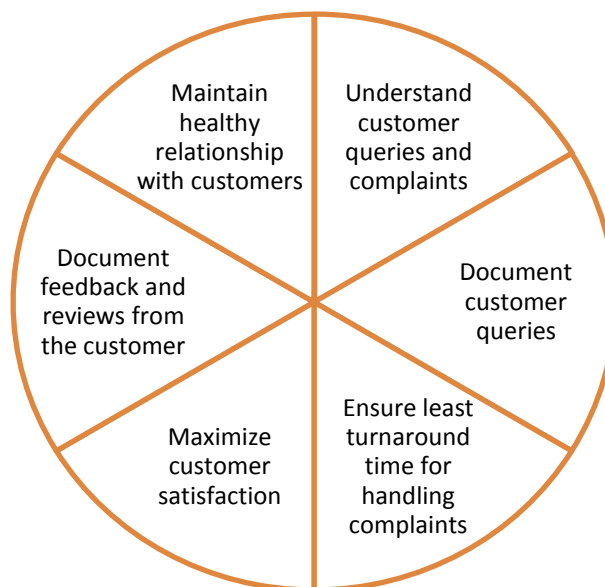 Maintain
healthy
relationship
with customers
Understand
customer
queries and
complaints
Document
customer
queries
Ensure least
turnaround
time for
handling
complaints
Maximize
customer
satisfaction
Document
feedback and
reviews from
the customer